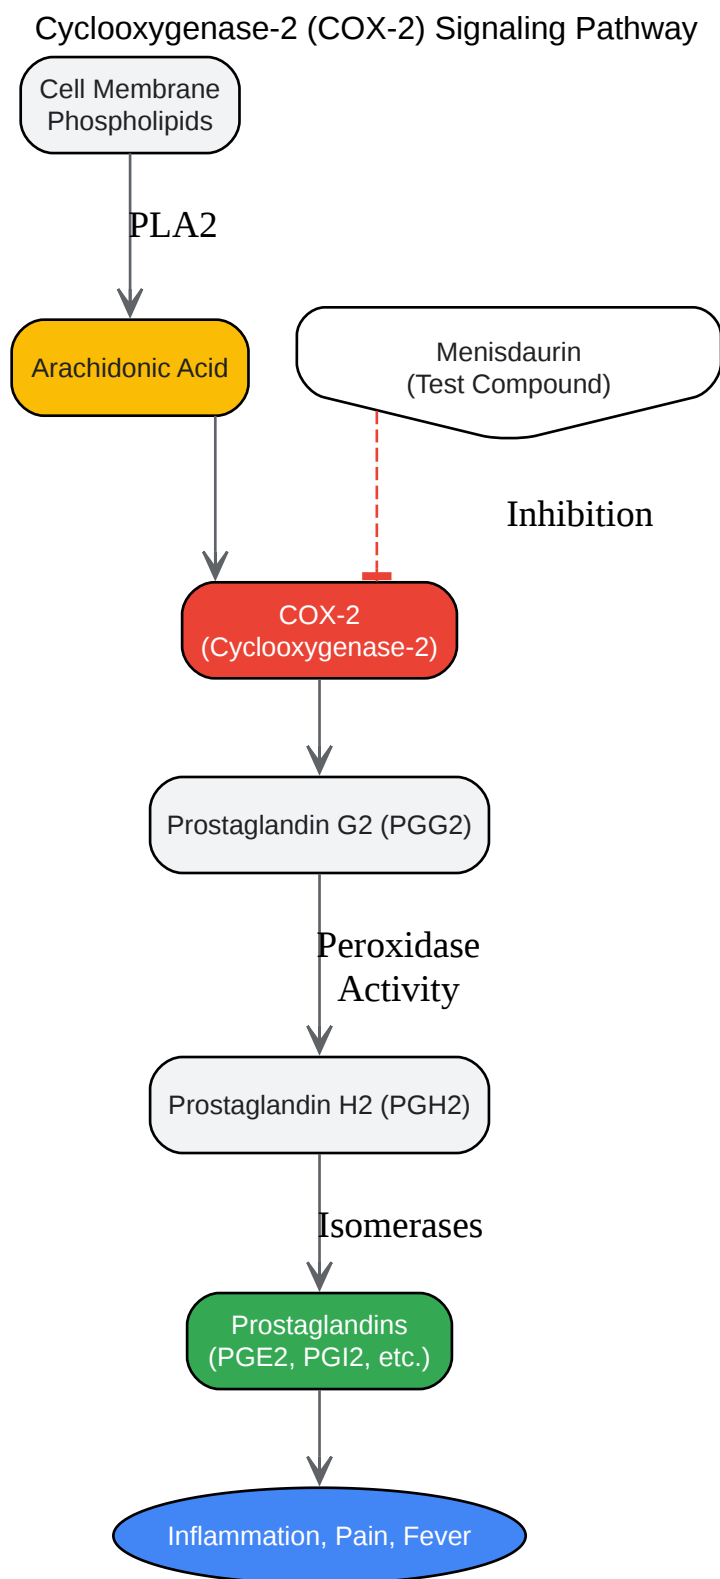 Cyclooxygenase-2 (COX-2) Signaling Pathway
Cell Membrane
Phospholipids
PLA2
Arachidonic Acid
Menisdaurin
(Test Compound)
Inhibition
COX-2
(Cyclooxygenase-2)
Prostaglandin G2 (PGG2)
Peroxidase
Activity
Prostaglandin H2 (PGH2)
Isomerases
Prostaglandins
(PGE2, PGI2, etc.)
Inflammation, Pain, Fever